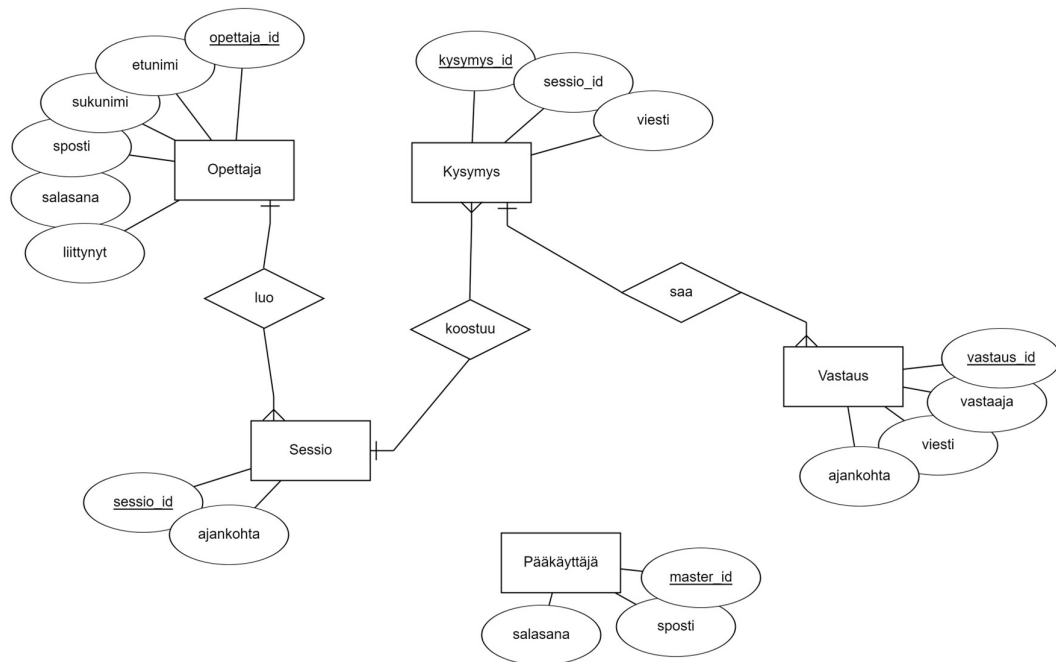 opettaja_id
etunimi
sukunimi
sposti
salasana
liittynyt
Opettaja
kysymys_id
sessio_id
viesti
Kysymys
luo
koostuu
saa
Sessio
sessio_id
ajankohta
Vastaus
vastaus_id
vastaaja
viesti
ajankohta
Pääkäyttäjä
master_id
sposti
salasana